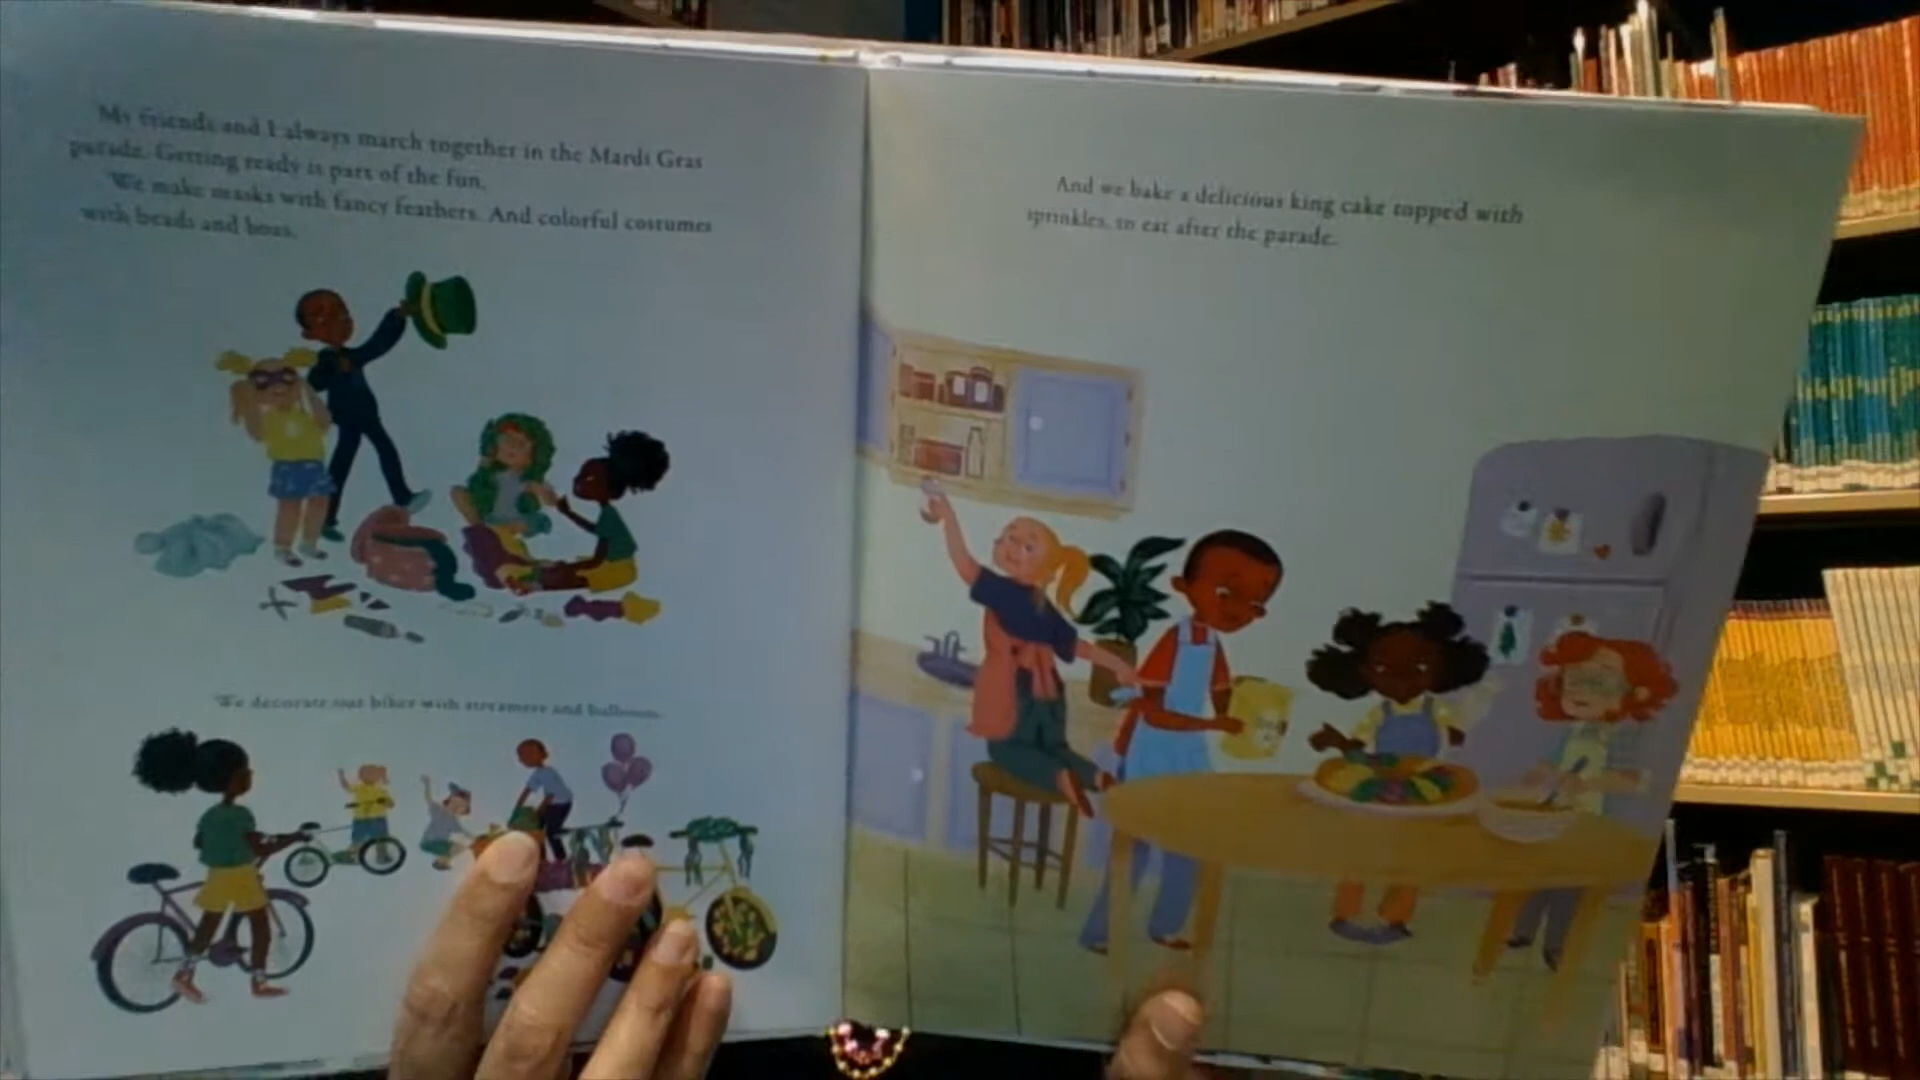 My friends and I always march together in the Mardi Gras
parade. Getting ready is part of the fun.
We make masks with fancy feathers. And colorful costumes
with beads and boas.
We decorate our bikes with streamers and balloons.
And we bake a delicious king cake topped with
sprinkles, to eat after the parade.